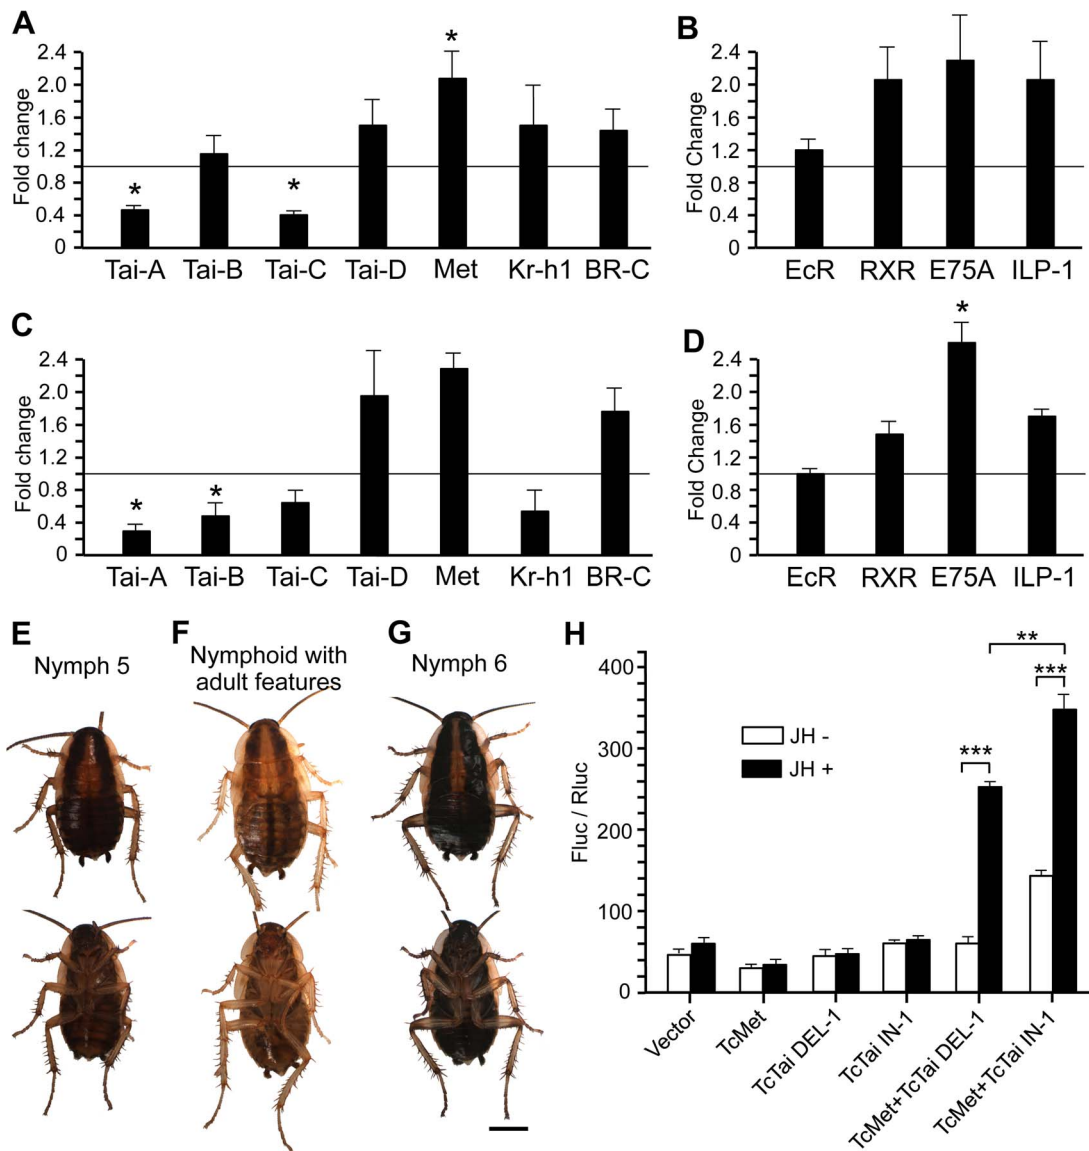 A
Fold change
2.4
2.0
1.6
1.2
0.8
0.4
0
*
*
*
Tai-A Tai-B Tai-C Tai-D Met Kr-h1 BR-C
B
Fold Change
2.4
2.0
1.6
1.2
0.8
0.4
0
EcR RXR E75A ILP-1
C
Fold change
2.4
2.0
1.6
1.2
0.8
0.4
0
*
*
Tai-A Tai-B Tai-C Tai-D Met Kr-h1 BR-C
D
Fold Change
2.4
2.0
1.6
1.2
0.8
0.4
0
*
EcR RXR E75A ILP-1
E
Nymph 5
F
Nymphoid with
adult features
G
Nymph 6
H
Fluc / Rluc
400
300
200
100
0
JH -
JH +
**
***
***
Vector
TcMet
TcTai DEL-1
TcTai IN-1
TcMet+TcTai DEL-1
TcMet+TcTai IN-1